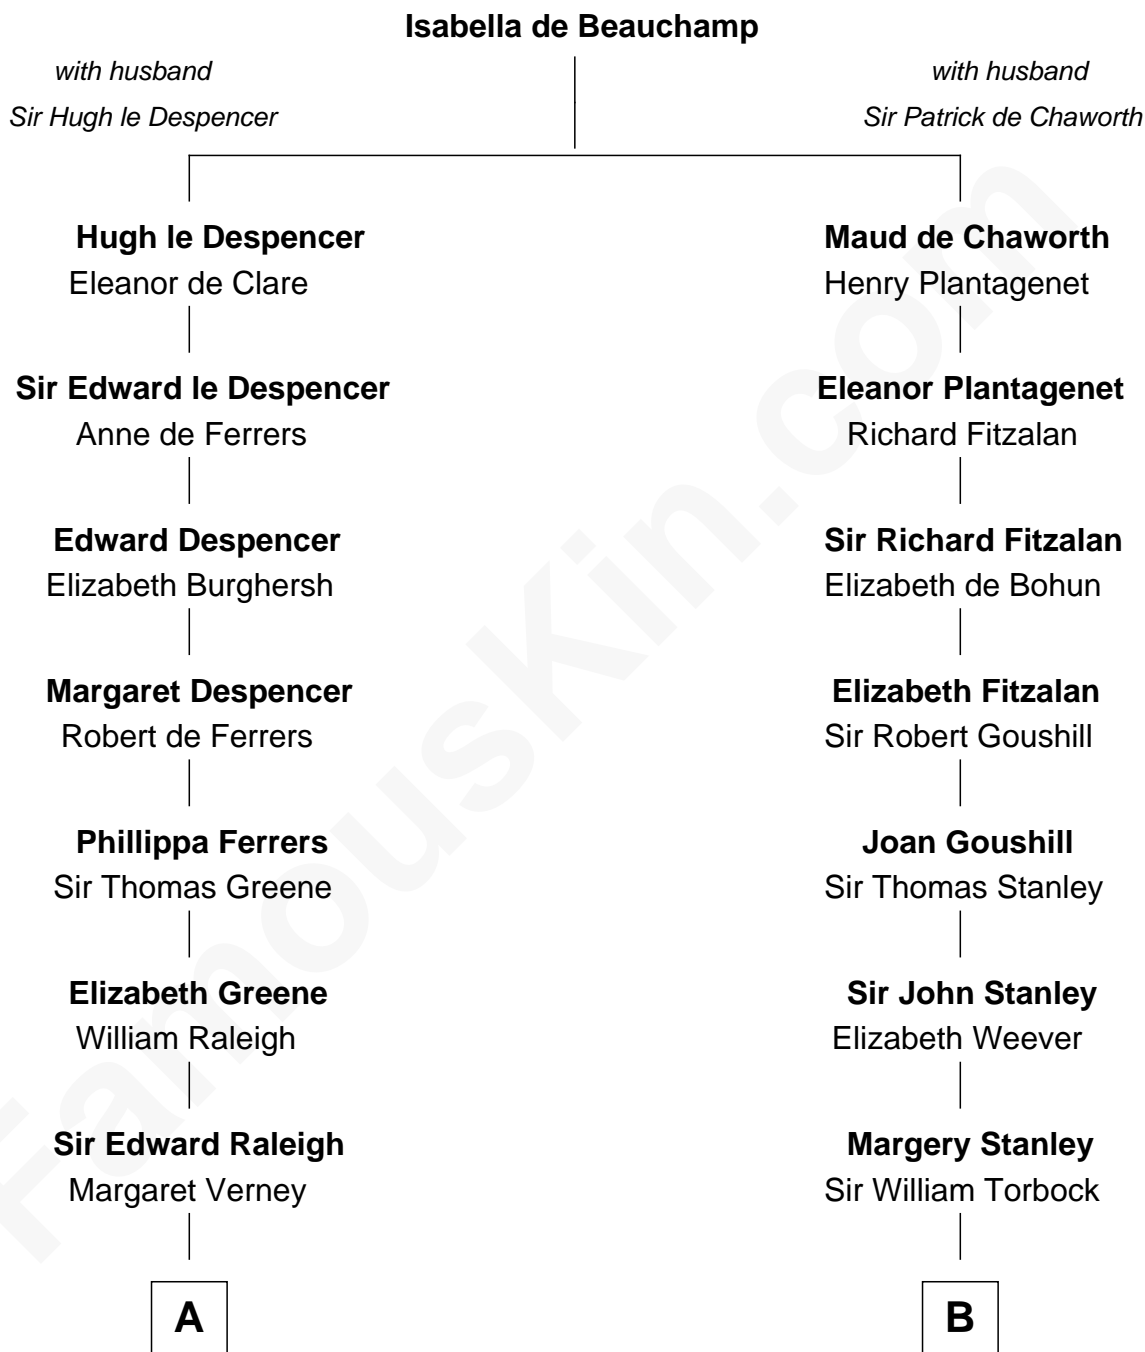 Isabella de Beauchamp
with husband
Sir Hugh le Despencer
with husband
Sir Patrick de Chaworth
Hugh le Despencer
Eleanor de Clare
Maud de Chaworth
Henry Plantagenet
Sir Edward le Despencer
Anne de Ferrers
Eleanor Plantagenet
Richard Fitzalan
Edward Despencer
Elizabeth Burghersh
Sir Richard Fitzalan
Elizabeth de Bohun
Margaret Despencer
Robert de Ferrers
Elizabeth Fitzalan
Sir Robert Goushill
Phillippa Ferrers
Sir Thomas Greene
Joan Goushill
Sir Thomas Stanley
Elizabeth Greene
William Raleigh
Sir John Stanley
Elizabeth Weever
Sir Edward Raleigh
Margaret Verney
Margery Stanley
Sir William Torbock
A
B
FamousKin.com